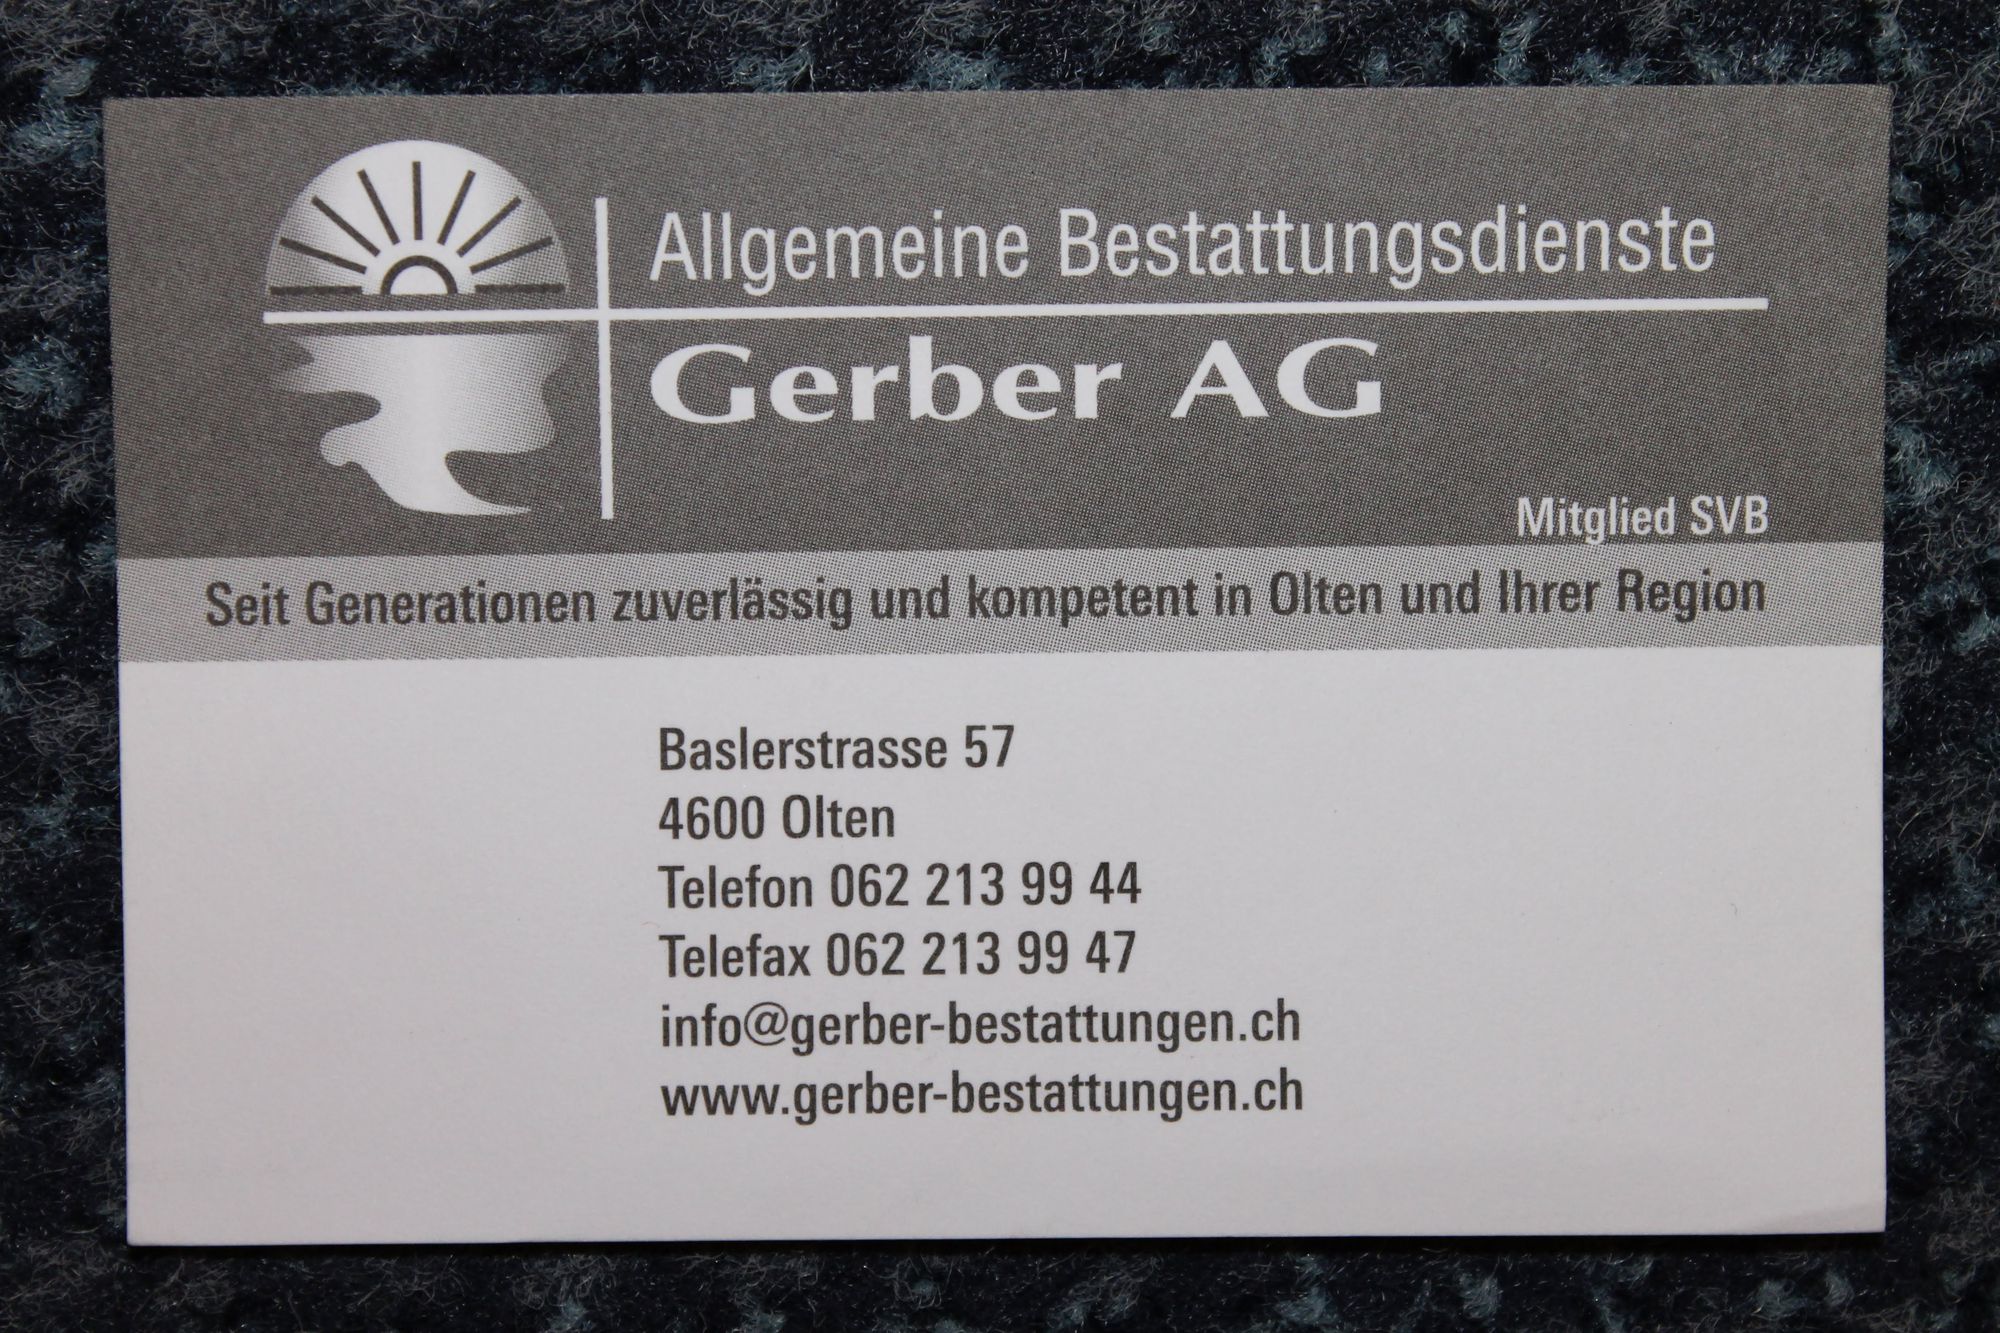 Allgemeine Bestattungsdienste
Gerber AG
Mitglied SVB
Seit Generationen zuverlässig und kompetent in Olten und Ihrer Region
Baslerstrasse 57
4600 Olten
Telefon 062 213 99 44
Telefax 062 213 99 47
info@gerber-bestattungen.ch
www.gerber-bestattungen.ch